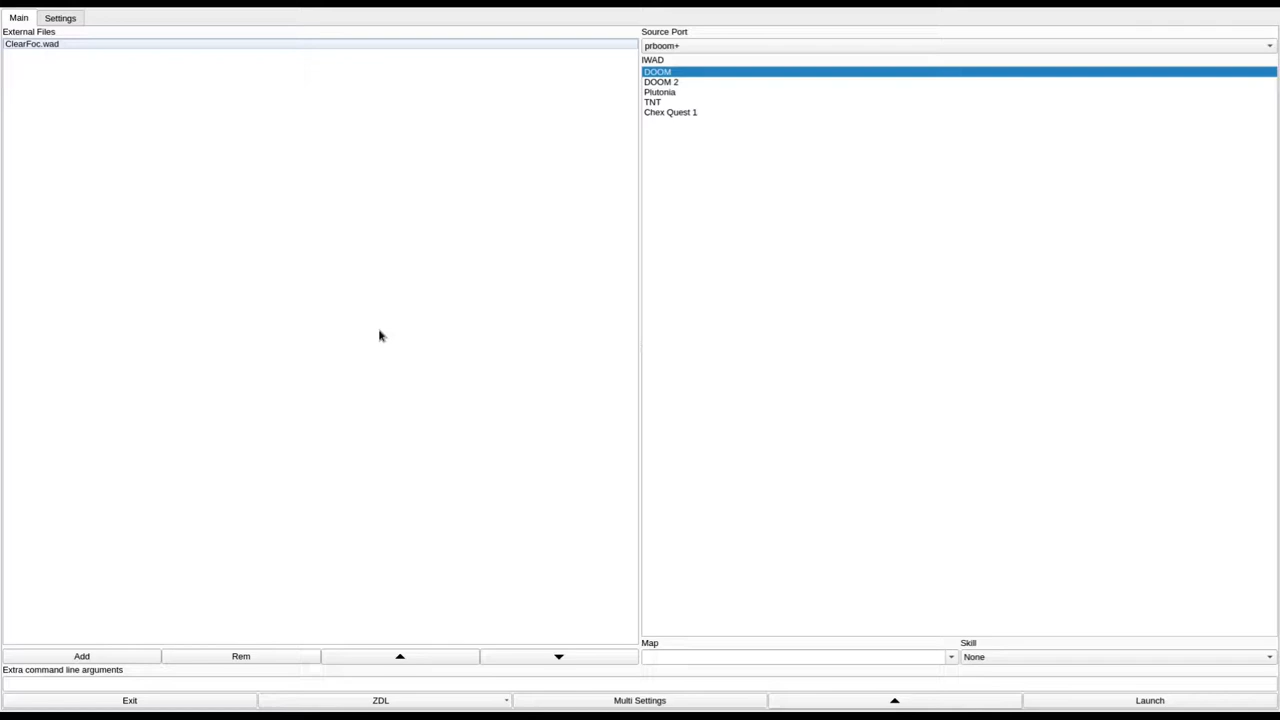 Main
Settings
External Files
ClearFoc.wad
Source Port
prboom+
IWAD
DOOM
DOOM 2
Plutonia
TNT
Chex Quest 1
Map
Skill
None
Add
Rem
Extra command line arguments
Exit
ZDL
Multi Settings
Launch